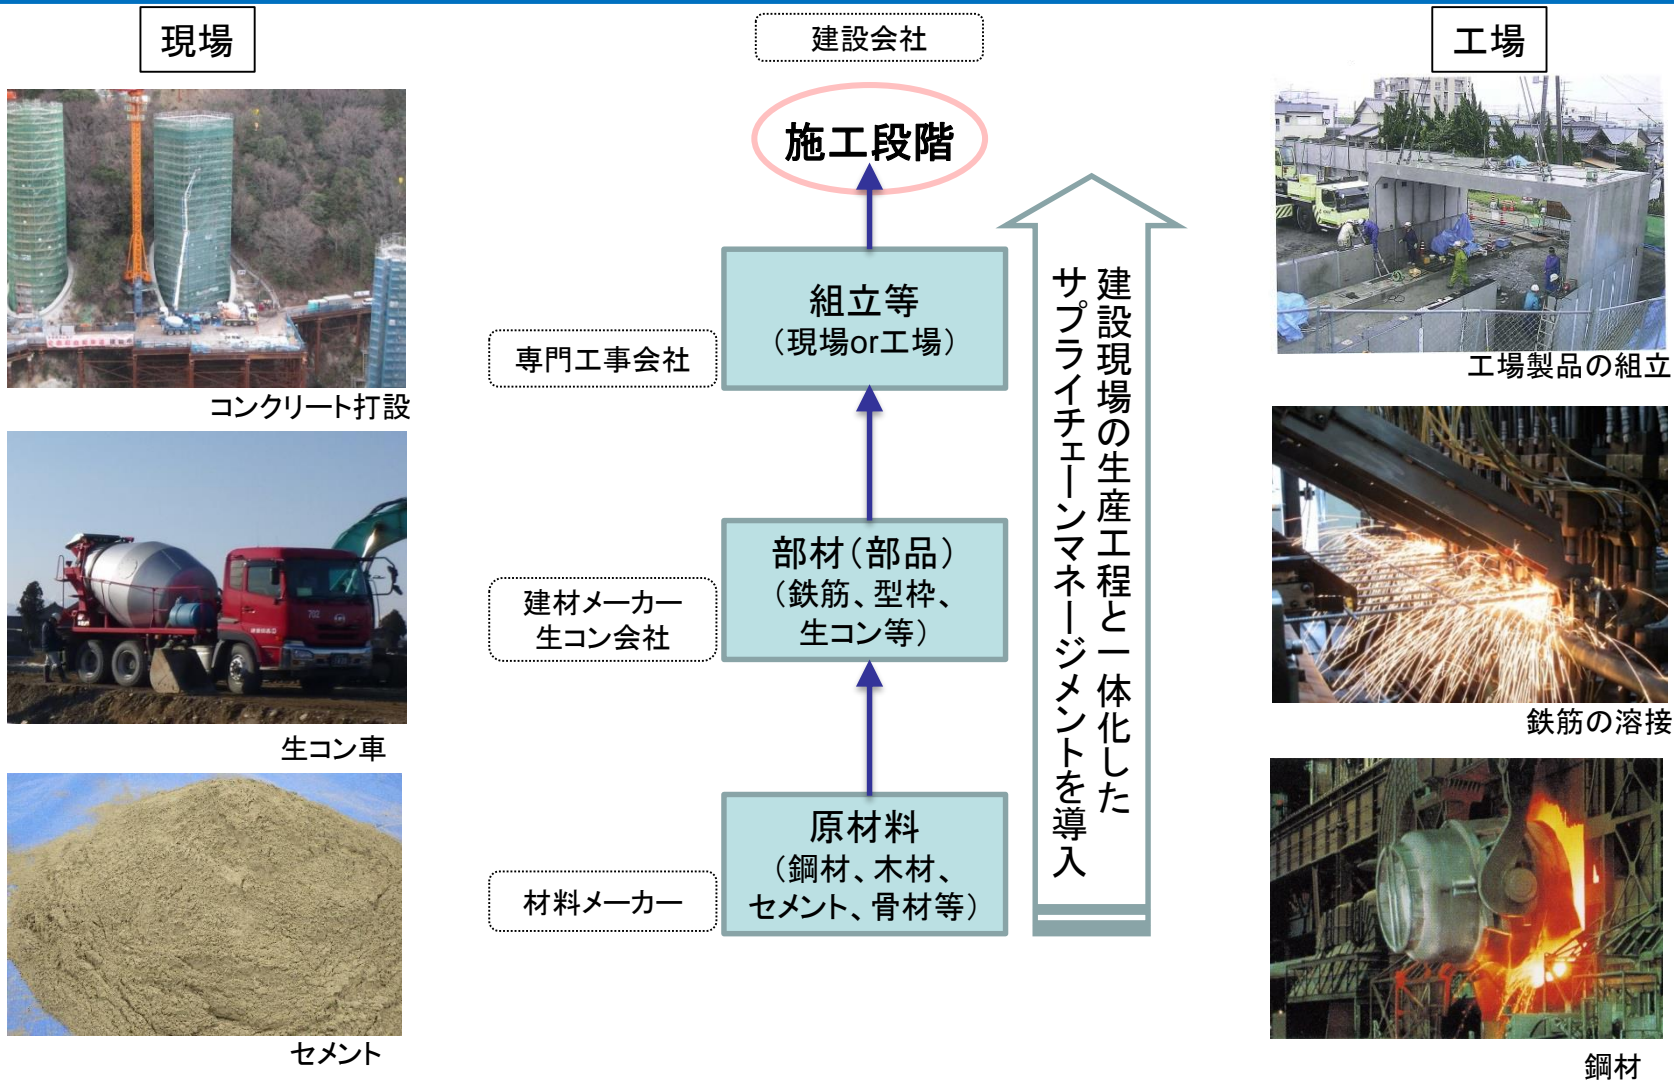 現場
建設会社
工場
施工段階
組立等
（現場or工場）
専門工事会社
コンクリート打設
工場製品の組立
部材（部品）
（鉄筋、型枠、
生コン等）
建材メーカー
生コン会社
生コン車
鉄筋の溶接
原材料
（鋼材、木材、
セメント、骨材等）
材料メーカー
建設現場の生産工程と一体化した
サプライチェーンマネージメントを導入
セメント
鋼材
702